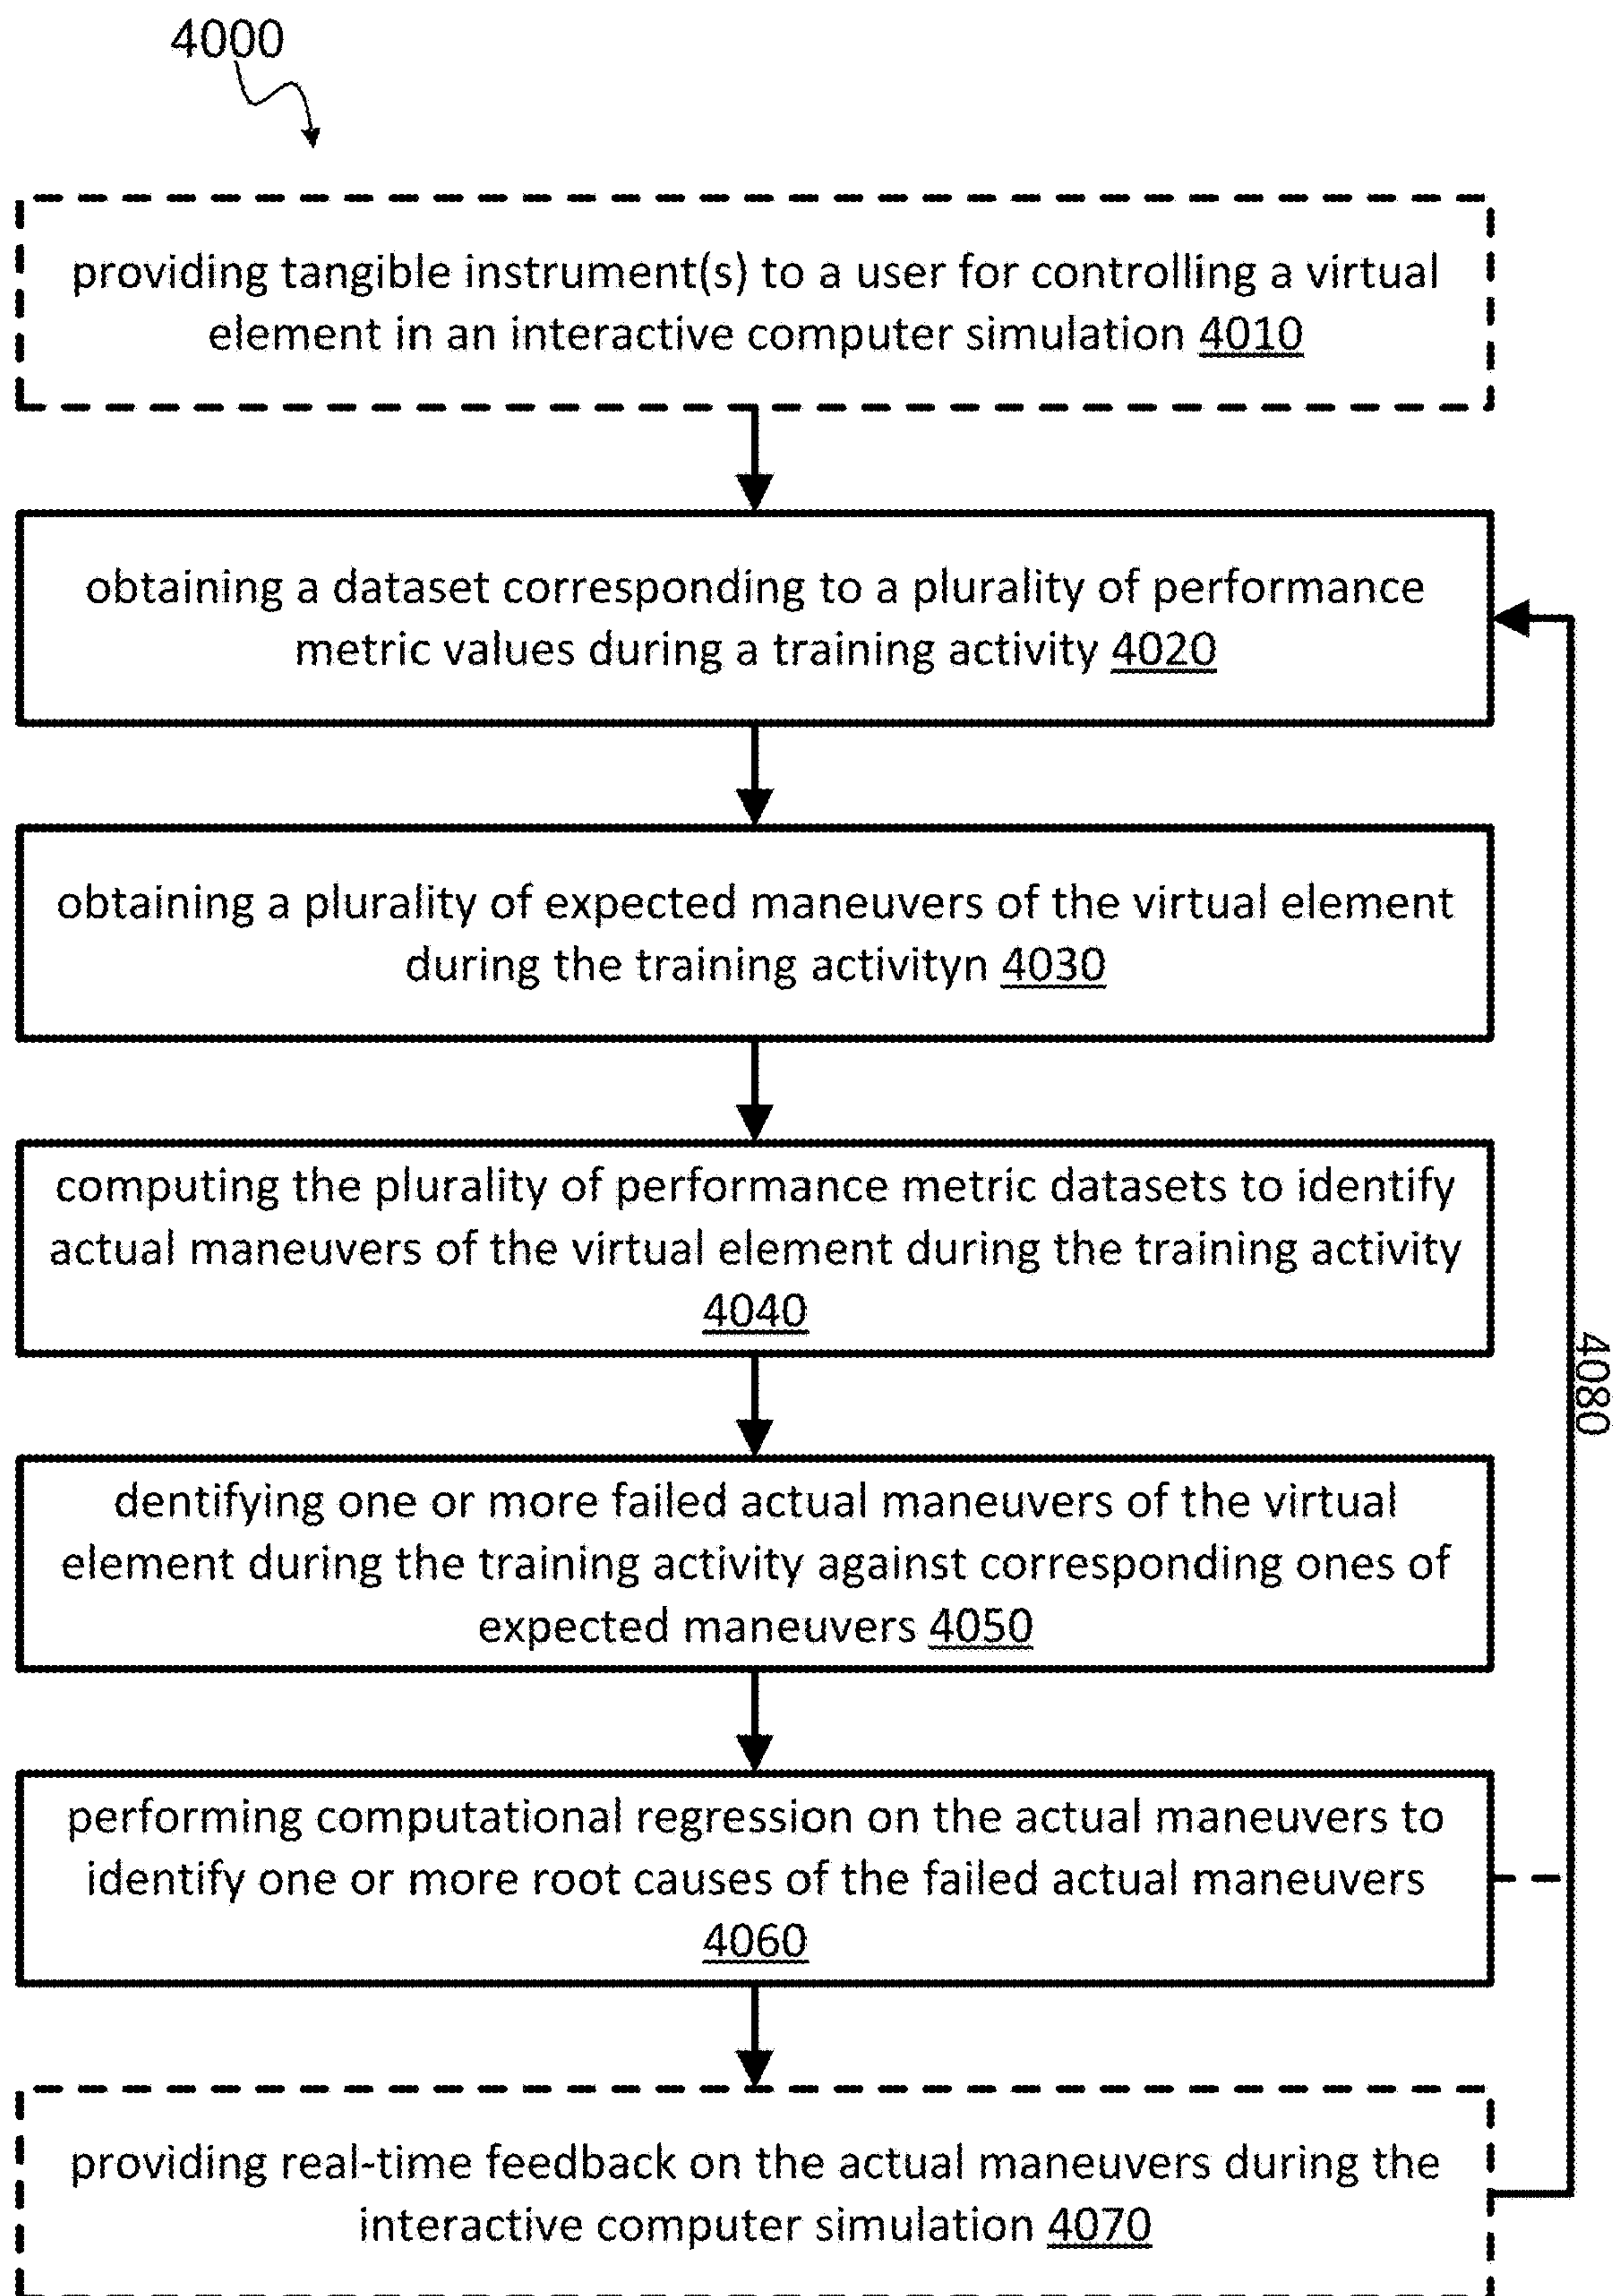 4000
providing tangible instrument(s) to a user for controlling a virtual
element in an interactive computer simulation 4010
obtaining a dataset corresponding to a plurality of performance
metric values during a training activity 4020
obtaining a plurality of expected maneuvers of the virtual element
during the training activityn 4030
computing the plurality of performance metric datasets to identify
actual maneuvers of the virtual element during the training activity
4040
dentifying one or more failed actual maneuvers of the virtual
element during the training activity against corresponding ones of
expected maneuvers 4050
performing computational regression on the actual maneuvers to
identify one or more root causes of the failed actual maneuvers
4060
providing real-time feedback on the actual maneuvers during the
interactive computer simulation 4070
4080